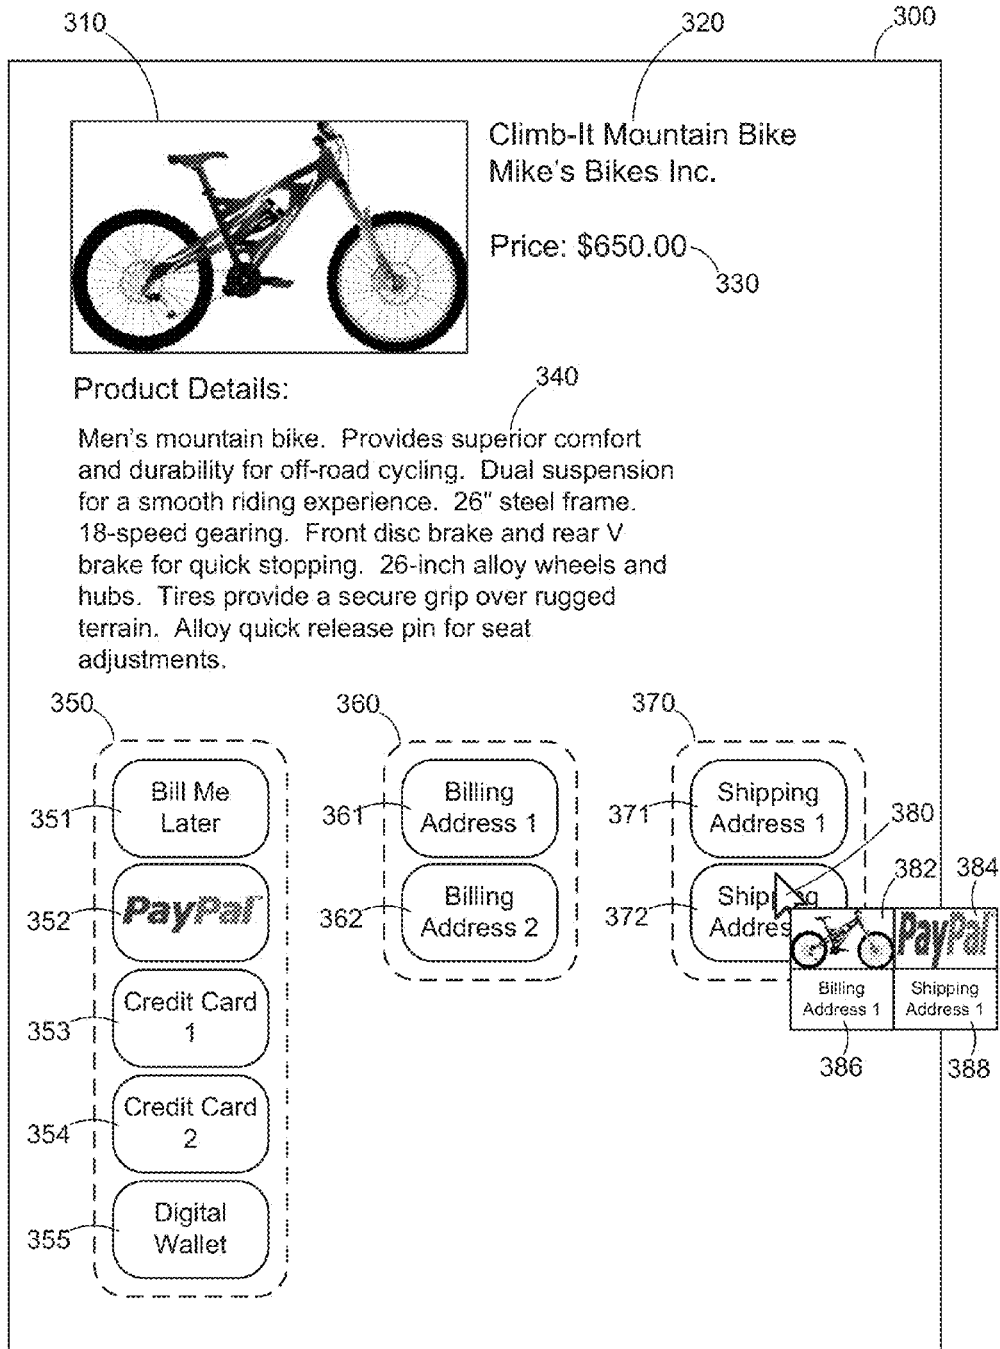 310
320
300
Climb-It Mountain Bike
Mike's Bikes Inc.
Price: $650.00
330
Product Details:
340
Men's mountain bike. Provides superior comfort
and durability for off-road cycling. Dual suspension
for a smooth riding experience. 26" steel frame.
18-speed gearing. Front disc brake and rear V
brake for quick stopping. 26-inch alloy wheels and
hubs. Tires provide a secure grip over rugged
terrain. Alloy quick release pin for seat
adjustments.
350
360
370
351
Bill Me
Later
361
Billing
Address 1
371
Shipping
Address 1
380
352
PayPal
362
Billing
Address 2
372
382
384
PayPal
Billing
Address 1
Shipping
Address 1
386
388
353
Credit Card
1
354
Credit Card
2
355
Digital
Wallet